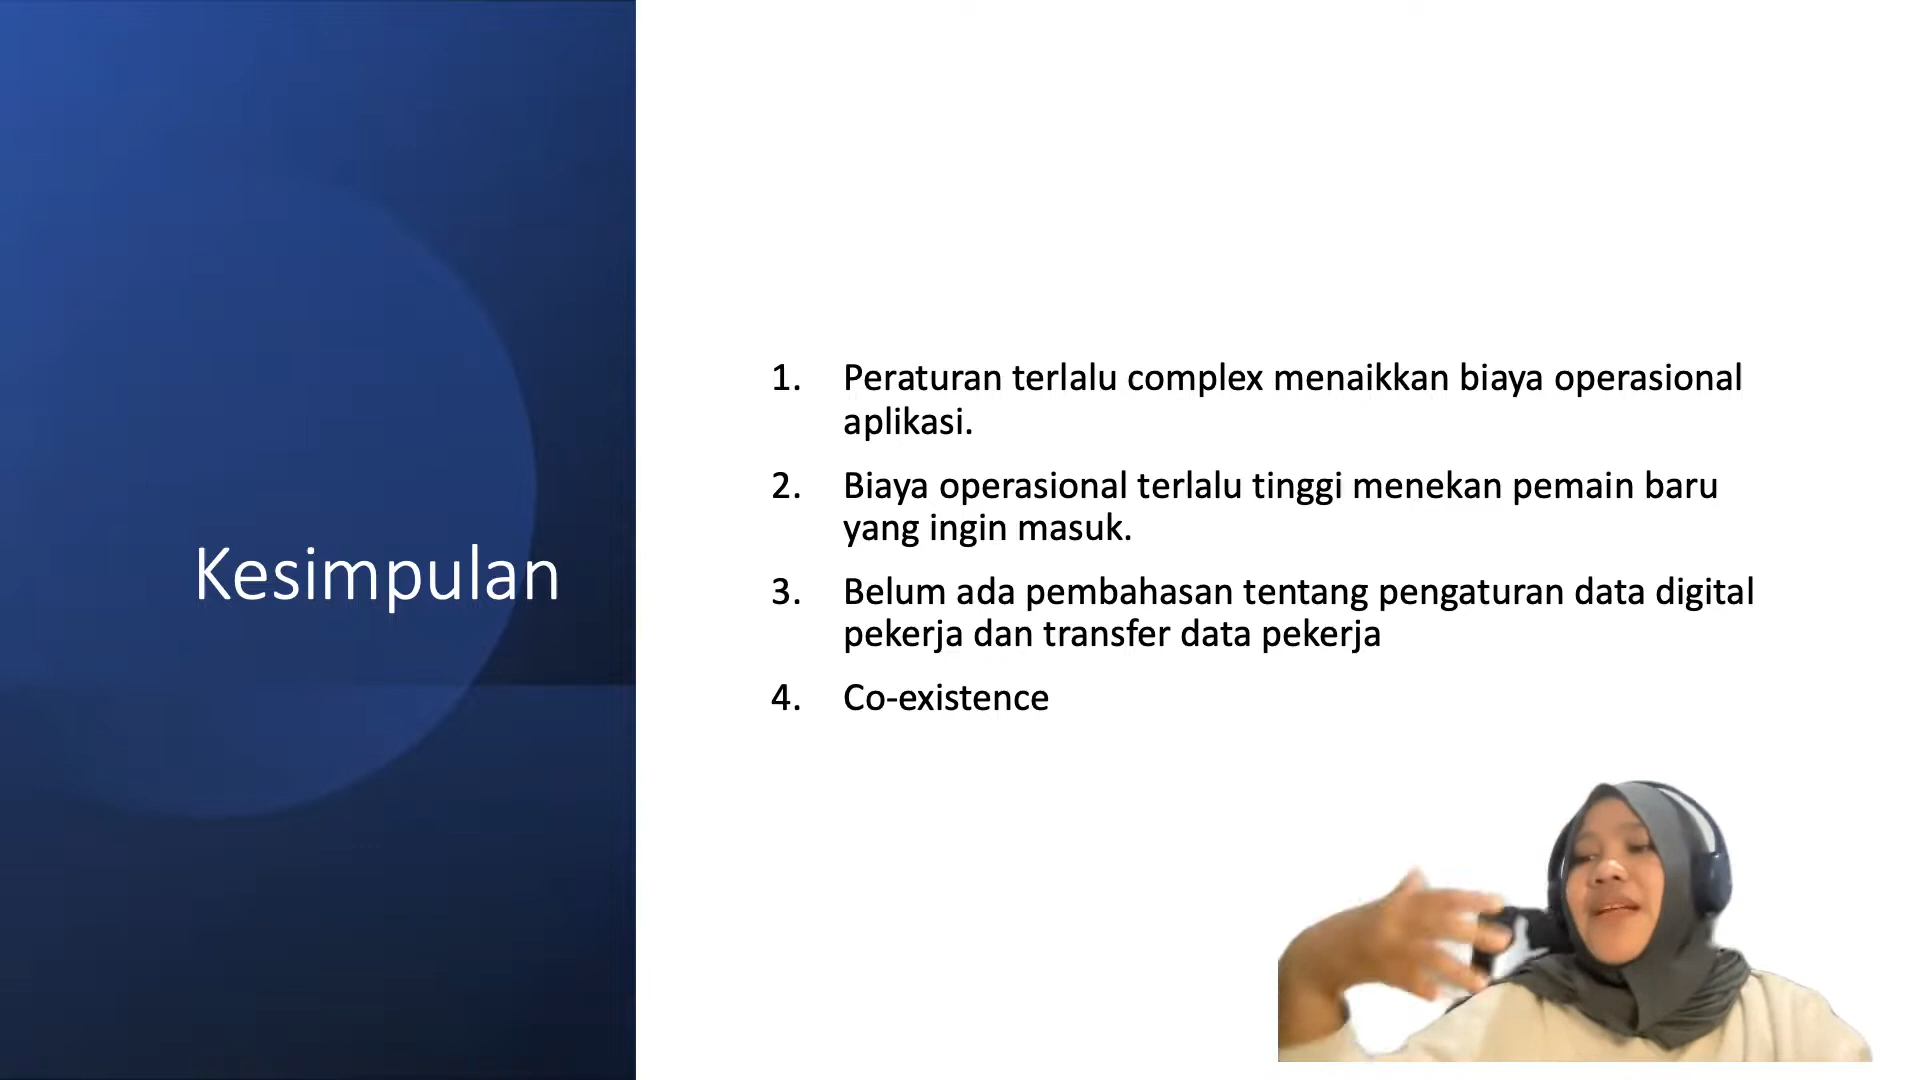 Kesimpulan
1. Peraturan terlalu complex menaikkan biaya operasional
aplikasi.
2. Biaya operasional terlalu tinggi menekan pemain baru
yang ingin masuk.
3. Belum ada pembahasan tentang pengaturan data digital
pekerja dan transfer data pekerja
4. Co-existence